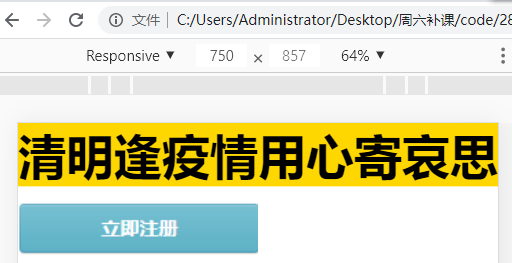 文件 C:/Users/Administrator/Desktop/周六补课/code/28
Responsive ▼ 750 × 857 64% ▼
清明逢疫情用心寄哀思
立即注册